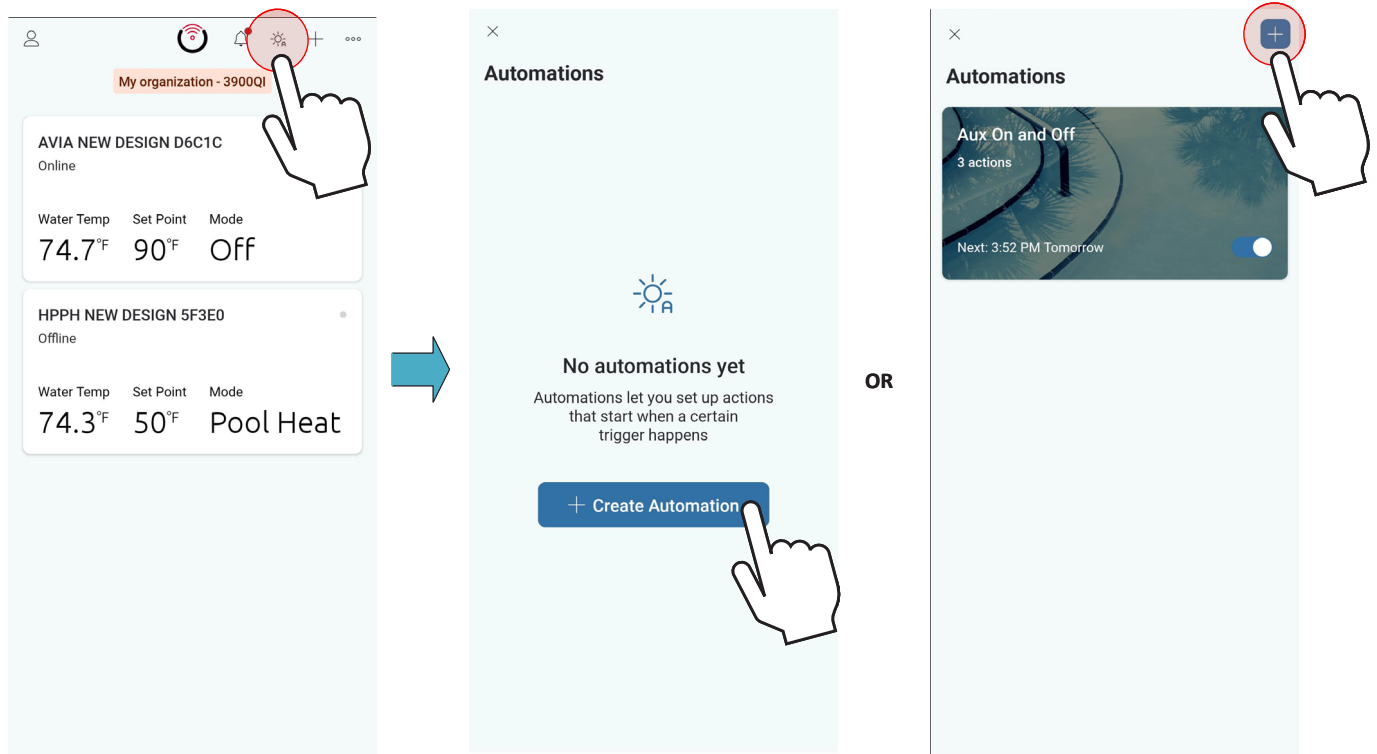 A
My organization - 3900QI
AVIA NEW DESIGN D6C1C
Online
Water Temp Set Point Mode
74.7°F 90°F Off
HPPH NEW DESIGN 5F3E0
Offline
Water Temp Set Point Mode
74.3°F 50°F Pool Heat
Automations
A
No automations yet
Automations let you set up actions
that start when a certain
trigger happens
+ Create Automation
OR
Automations
Aux On and Off
3 actions
Next: 3:52 PM Tomorrow